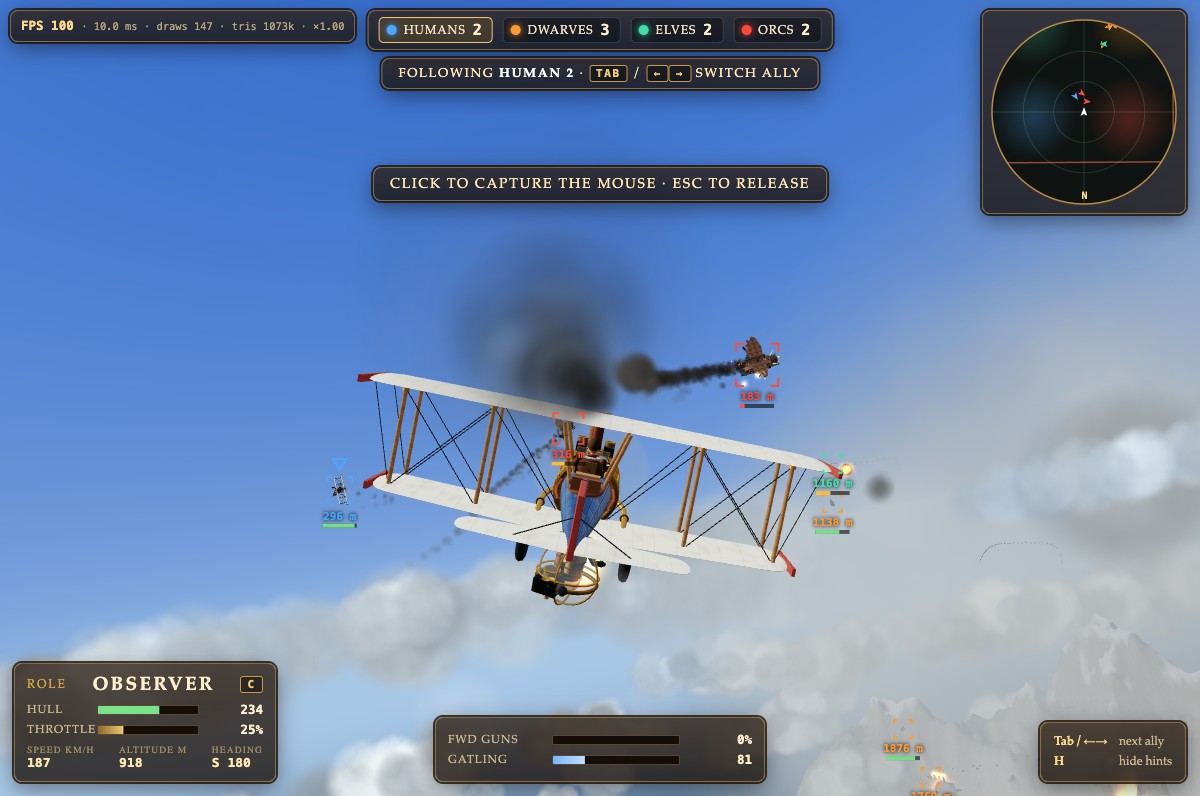 FPS 100 · 10.0 ms · draws 147 · tris 1073k · ×1.00
HUMANS 2 DWARVES 3 ELVES 2 ORCS 2
FOLLOWING HUMAN 2 · TAB / ← → SWITCH ALLY
N
CLICK TO CAPTURE THE MOUSE · ESC TO RELEASE
183 m
316 m
1160 m
296 m
1138 m
ROLE OBSERVER C
HULL 234
THROTTLE 25%
SPEED KM/H ALTITUDE M HEADING
187 918 S 180
FWD GUNS 0%
GATLING 81
1876 m
Tab / ←→ next ally
H hide hints